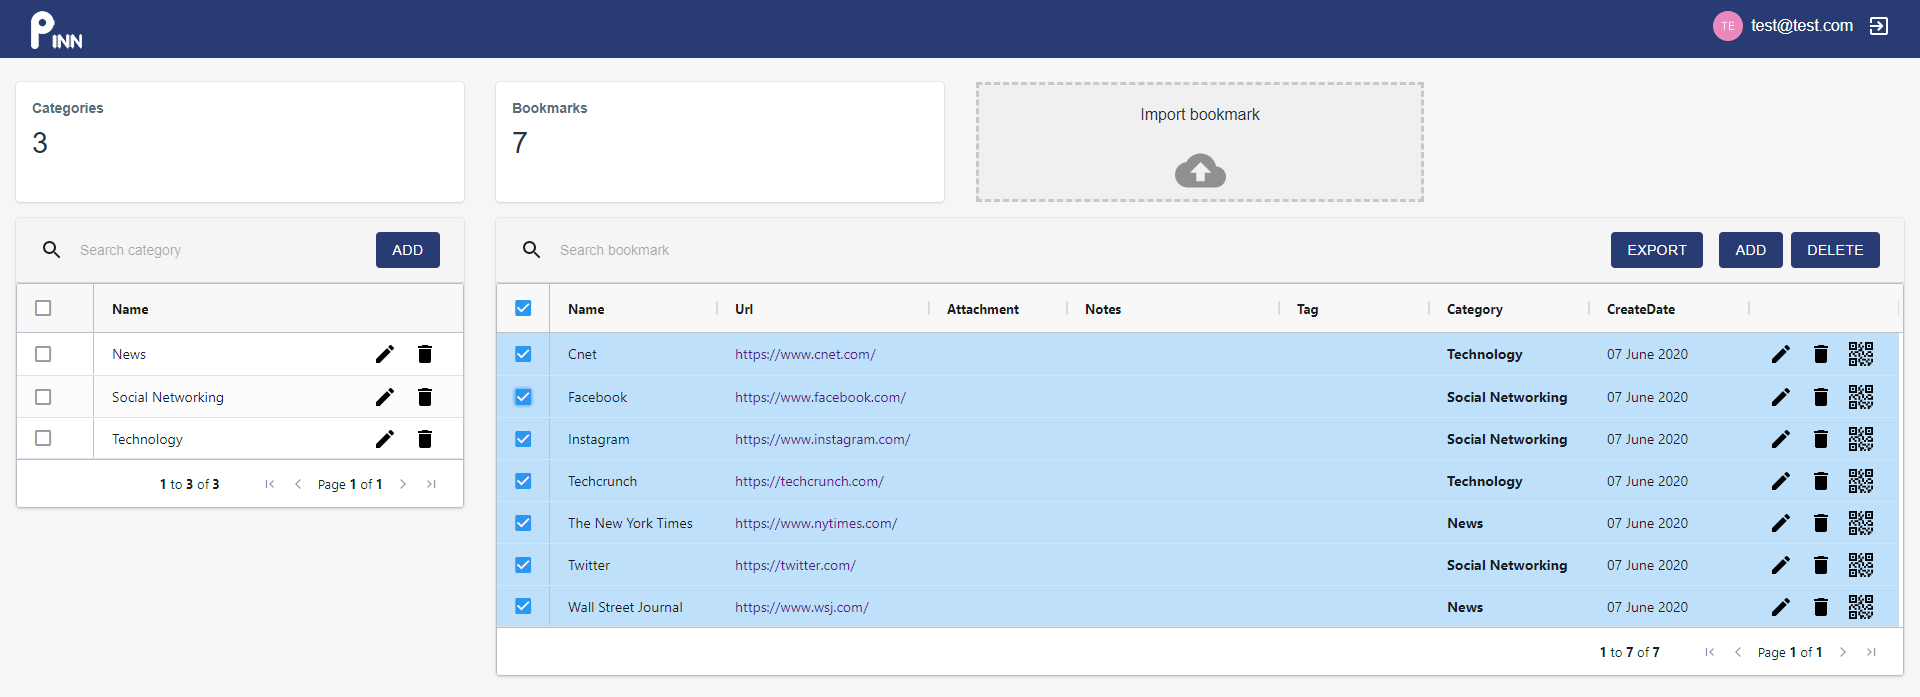 PINN
TE test@test.com
Categories
3
Bookmarks
7
Import bookmark
Search category
ADD
Name
News
Social Networking
Technology
1 to 3 of 3 Page 1 of 1
Search bookmark
EXPORT ADD DELETE
Name Url Attachment Notes Tag Category CreateDate
Cnet https://www.cnet.com/ Technology 07 June 2020
Facebook https://www.facebook.com/ Social Networking 07 June 2020
Instagram https://www.instagram.com/ Social Networking 07 June 2020
Techcrunch https://techcrunch.com/ Technology 07 June 2020
The New York Times https://www.nytimes.com/ News 07 June 2020
Twitter https://twitter.com/ Social Networking 07 June 2020
Wall Street Journal https://www.wsj.com/ News 07 June 2020
1 to 7 of 7 Page 1 of 1